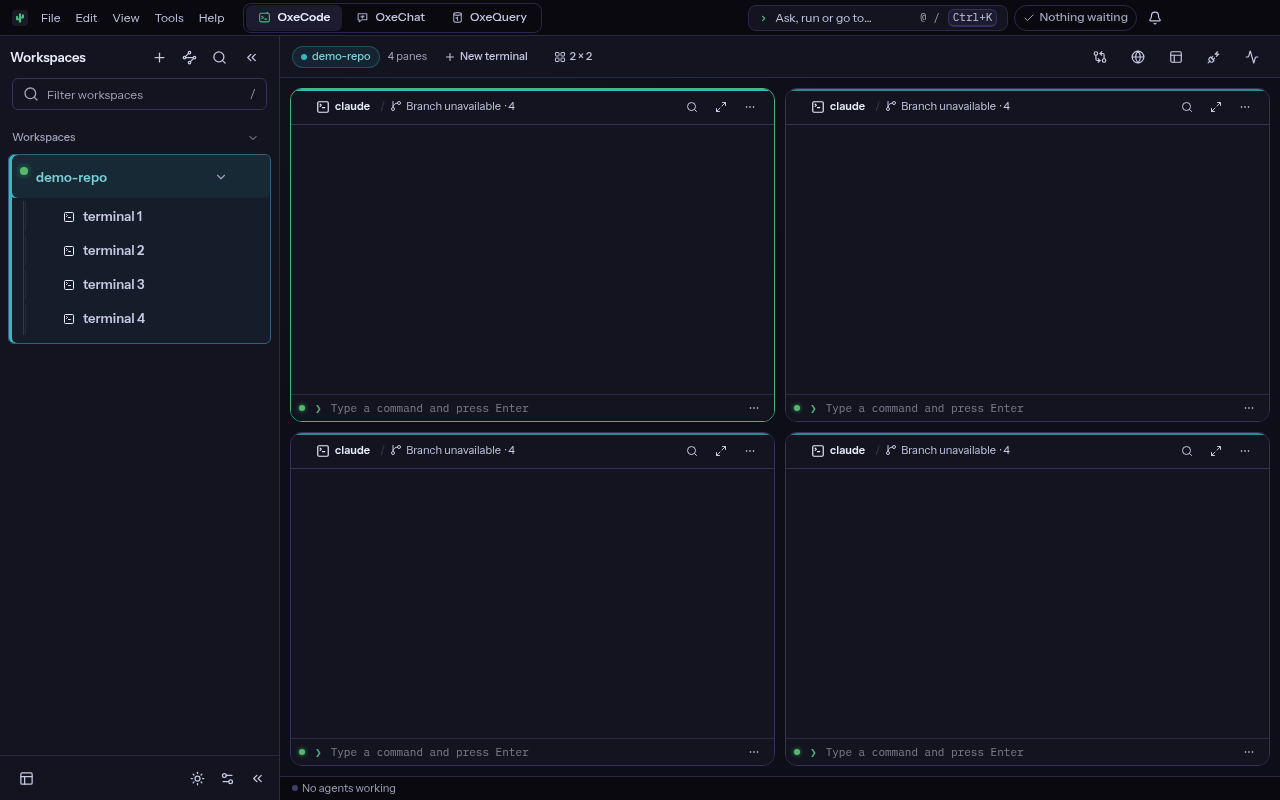 File Edit View Tools Help OxeCode OxeChat OxeQuery Ask, run or go to... @ / Ctrl+K Nothing waiting
Workspaces
demo-repo 4 panes New terminal 2 × 2
Filter workspaces /
Workspaces
demo-repo
terminal 1
terminal 2
terminal 3
terminal 4
claude / Branch unavailable · 4
Type a command and press Enter
claude / Branch unavailable · 4
Type a command and press Enter
claude / Branch unavailable · 4
Type a command and press Enter
claude / Branch unavailable · 4
Type a command and press Enter
No agents working